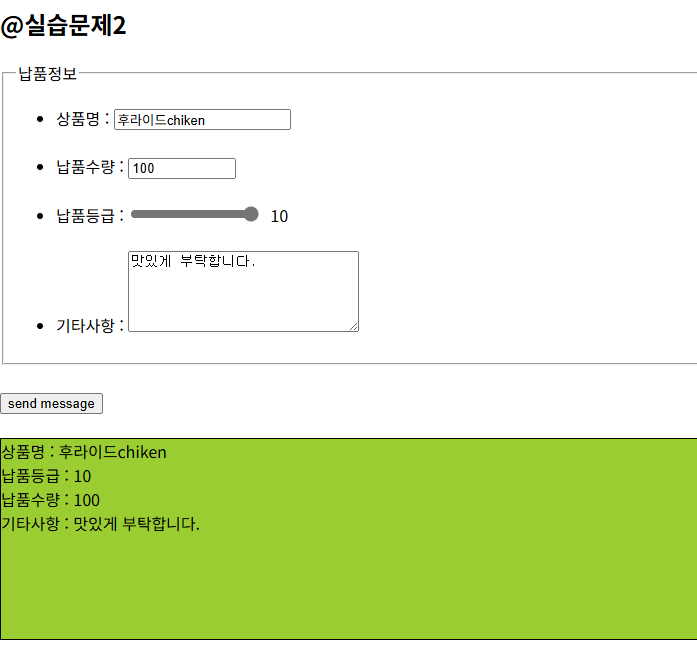 @실습문제2
납품정보
상품명 : 후라이드chiken
납품수량 : 100
납품등급 : 10
맛있게 부탁합니다.
기타사항 :
send message
상품명 : 후라이드chiken
납품등급 : 10
납품수량 : 100
기타사항 : 맛있게 부탁합니다.